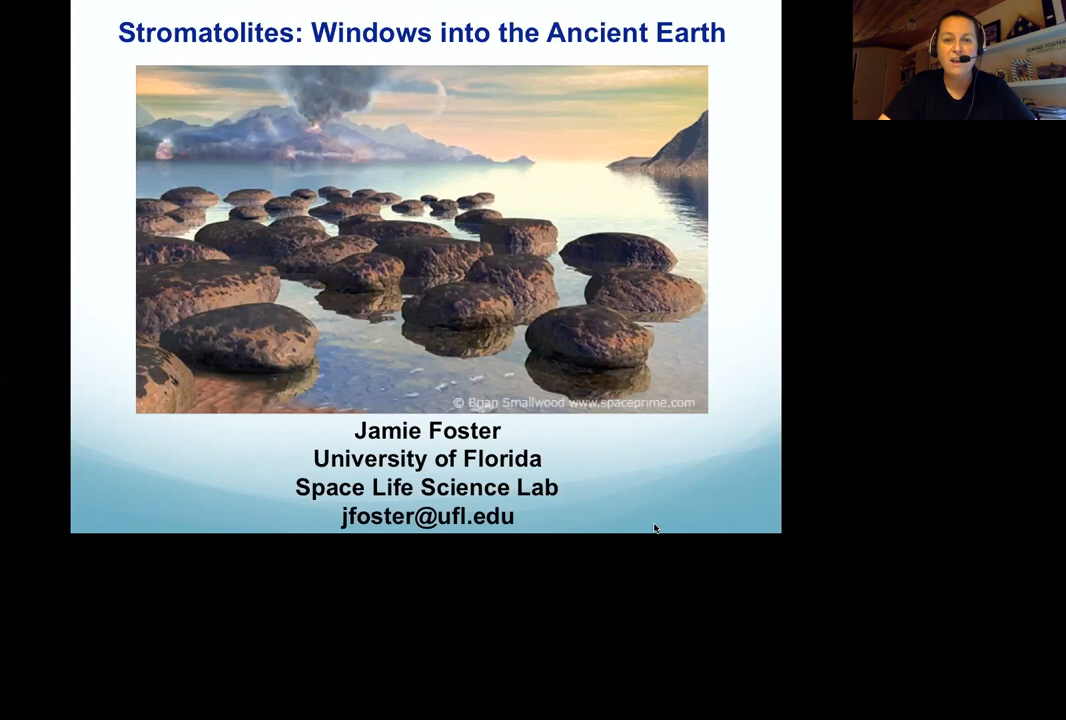 Stromatolites: Windows into the Ancient Earth
© Brian Smallwood www.spaceprime.com
Jamie Foster
University of Florida
Space Life Science Lab
jfoster@ufl.edu